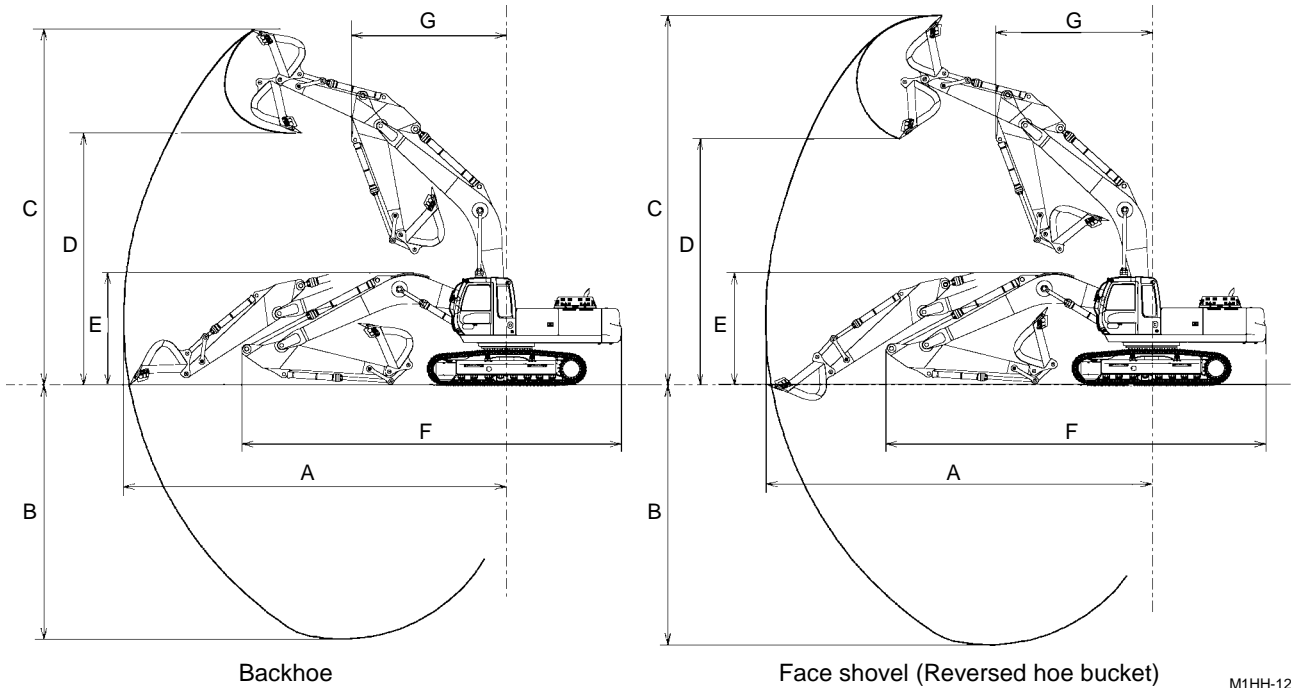 G
C
D
E
F
A
B
Backhoe
G
C
D
E
F
A
B
Face shovel (Reversed hoe bucket)
M1HH-12